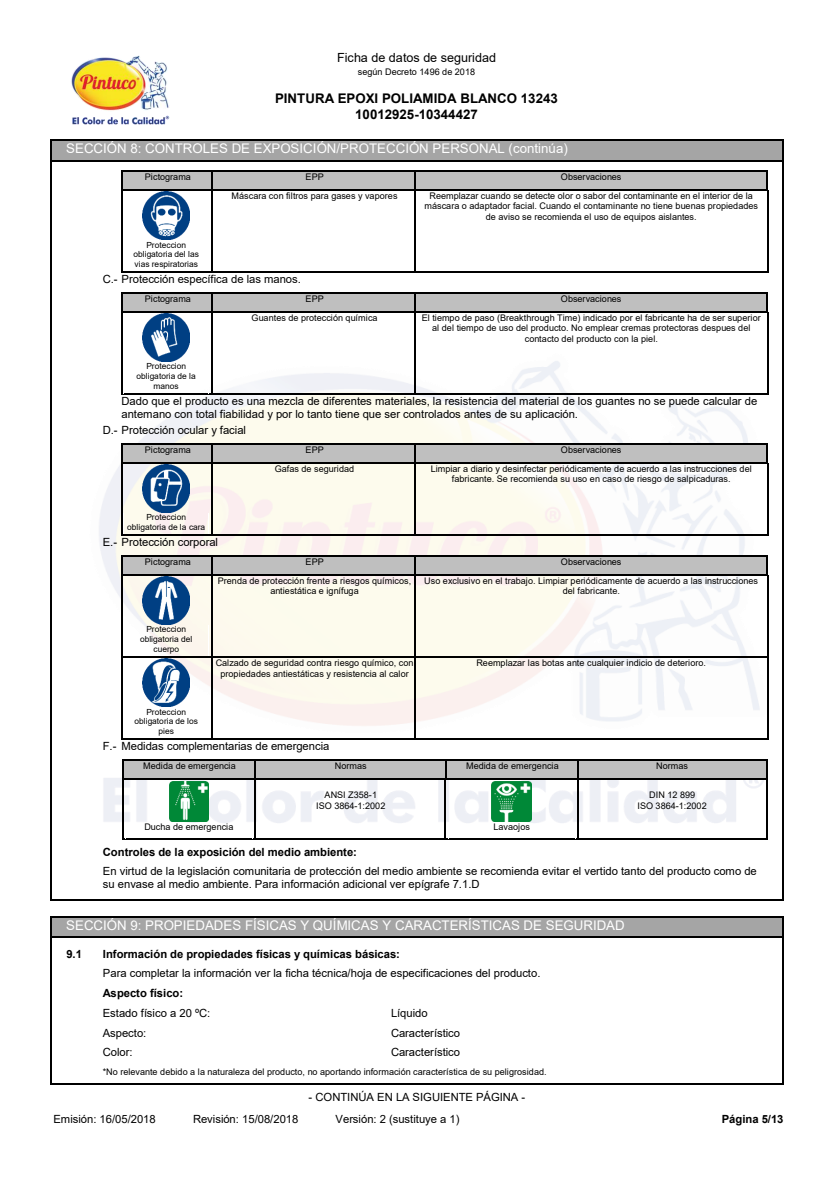 Ficha de datos de seguridad
según Decreto 1496 de 2018
Pintuco®
El Color de la Calidad®
PINTURA EPOXI POLIAMIDA BLANCO 13243
10012925-10344427
SECCIÓN 8: CONTROLES DE EXPOSICIÓN/PROTECCIÓN PERSONAL (continúa)
Pictograma EPP Observaciones
Máscara con filtros para gases y vapores
Reemplazar cuando se detecte olor o sabor del contaminante en el interior de la
máscara o adaptador facial. Cuando el contaminante no tiene buenas propiedades
de aviso se recomienda el uso de equipos aislantes.
Proteccion
obligatoria del las
vias respiratorias
C.- Protección específica de las manos.
Pictograma EPP Observaciones
Guantes de protección química
El tiempo de paso (Breakthrough Time) indicado por el fabricante ha de ser superior
al del tiempo de uso del producto. No emplear cremas protectoras despues del
contacto del producto con la piel.
Proteccion
obligatoria de la
manos
Dado que el producto es una mezcla de diferentes materiales, la resistencia del material de los guantes no se puede calcular de
antemano con total fiabilidad y por lo tanto tiene que ser controlados antes de su aplicación.
D.- Protección ocular y facial
Pictograma EPP Observaciones
Gafas de seguridad
Limpiar a diario y desinfectar periódicamente de acuerdo a las instrucciones del
fabricante. Se recomienda su uso en caso de riesgo de salpicaduras.
Proteccion
obligatoria de la cara
E.- Protección corporal
Pictograma EPP Observaciones
Prenda de protección frente a riesgos químicos,
antiestática e ignífuga
Uso exclusivo en el trabajo. Limpiar periódicamente de acuerdo a las instrucciones
del fabricante.
Proteccion
obligatoria del
cuerpo
Calzado de seguridad contra riesgo químico, con
propiedades antiestáticas y resistencia al calor
Reemplazar las botas ante cualquier indicio de deterioro.
Proteccion
obligatoria de los
pies
F.- Medidas complementarias de emergencia
Medida de emergencia Normas Medida de emergencia Normas
Ducha de emergencia
ANSI Z358-1
ISO 3864-1:2002
Lavaojos
DIN 12 899
ISO 3864-1:2002
Pintuco®
El Color de la Calidad®
Controles de la exposición del medio ambiente:
En virtud de la legislación comunitaria de protección del medio ambiente se recomienda evitar el vertido tanto del producto como de
su envase al medio ambiente. Para información adicional ver epígrafe 7.1.D
SECCIÓN 9: PROPIEDADES FÍSICAS Y QUÍMICAS Y CARACTERÍSTICAS DE SEGURIDAD
9.1 Información de propiedades físicas y químicas básicas:
Para completar la información ver la ficha técnica/hoja de especificaciones del producto.
Aspecto físico:
Estado físico a 20 ºC: Líquido
Aspecto: Característico
Color: Característico
*No relevante debido a la naturaleza del producto, no aportando información característica de su peligrosidad.
- CONTINÚA EN LA SIGUIENTE PÁGINA -
Emisión: 16/05/2018 Revisión: 15/08/2018 Versión: 2 (sustituye a 1) Página 5/13